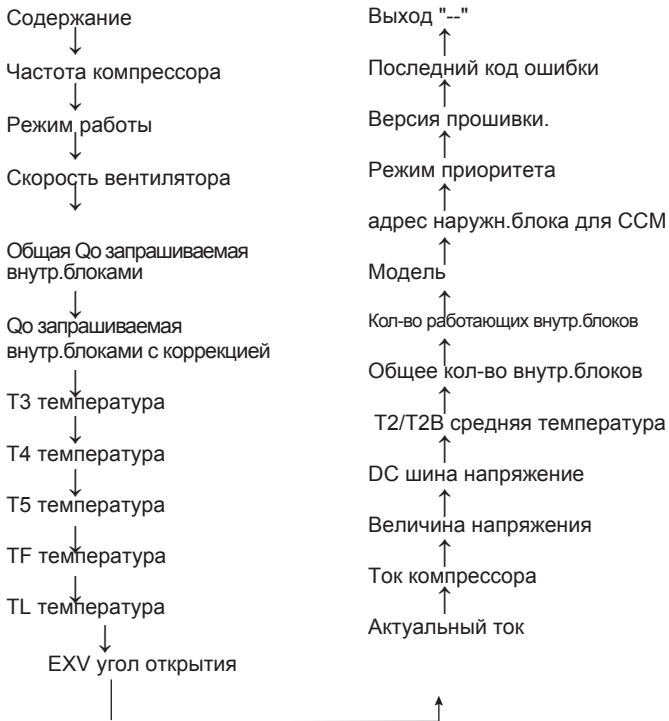 Содержание
Частота компрессора
Режим работы
Скорость вентилятора
Общая Qo запрашиваемая
внутр.блоками
Qo запрашиваемая
внутр.блоками с коррекцией
T3 температура
T4 температура
T5 температура
TF температура
TL температура
EXV угол открытия
Выход "--"
Последний код ошибки
Версия прошивки.
Режим приоритета
адрес наружн.блока для CCM
Модель
Кол-во работающих внутр.блоков
Общее кол-во внутр.блоков
T2/T2B средняя температура
DC шина напряжение
Величина напряжения
Ток компрессора
Актуальный ток